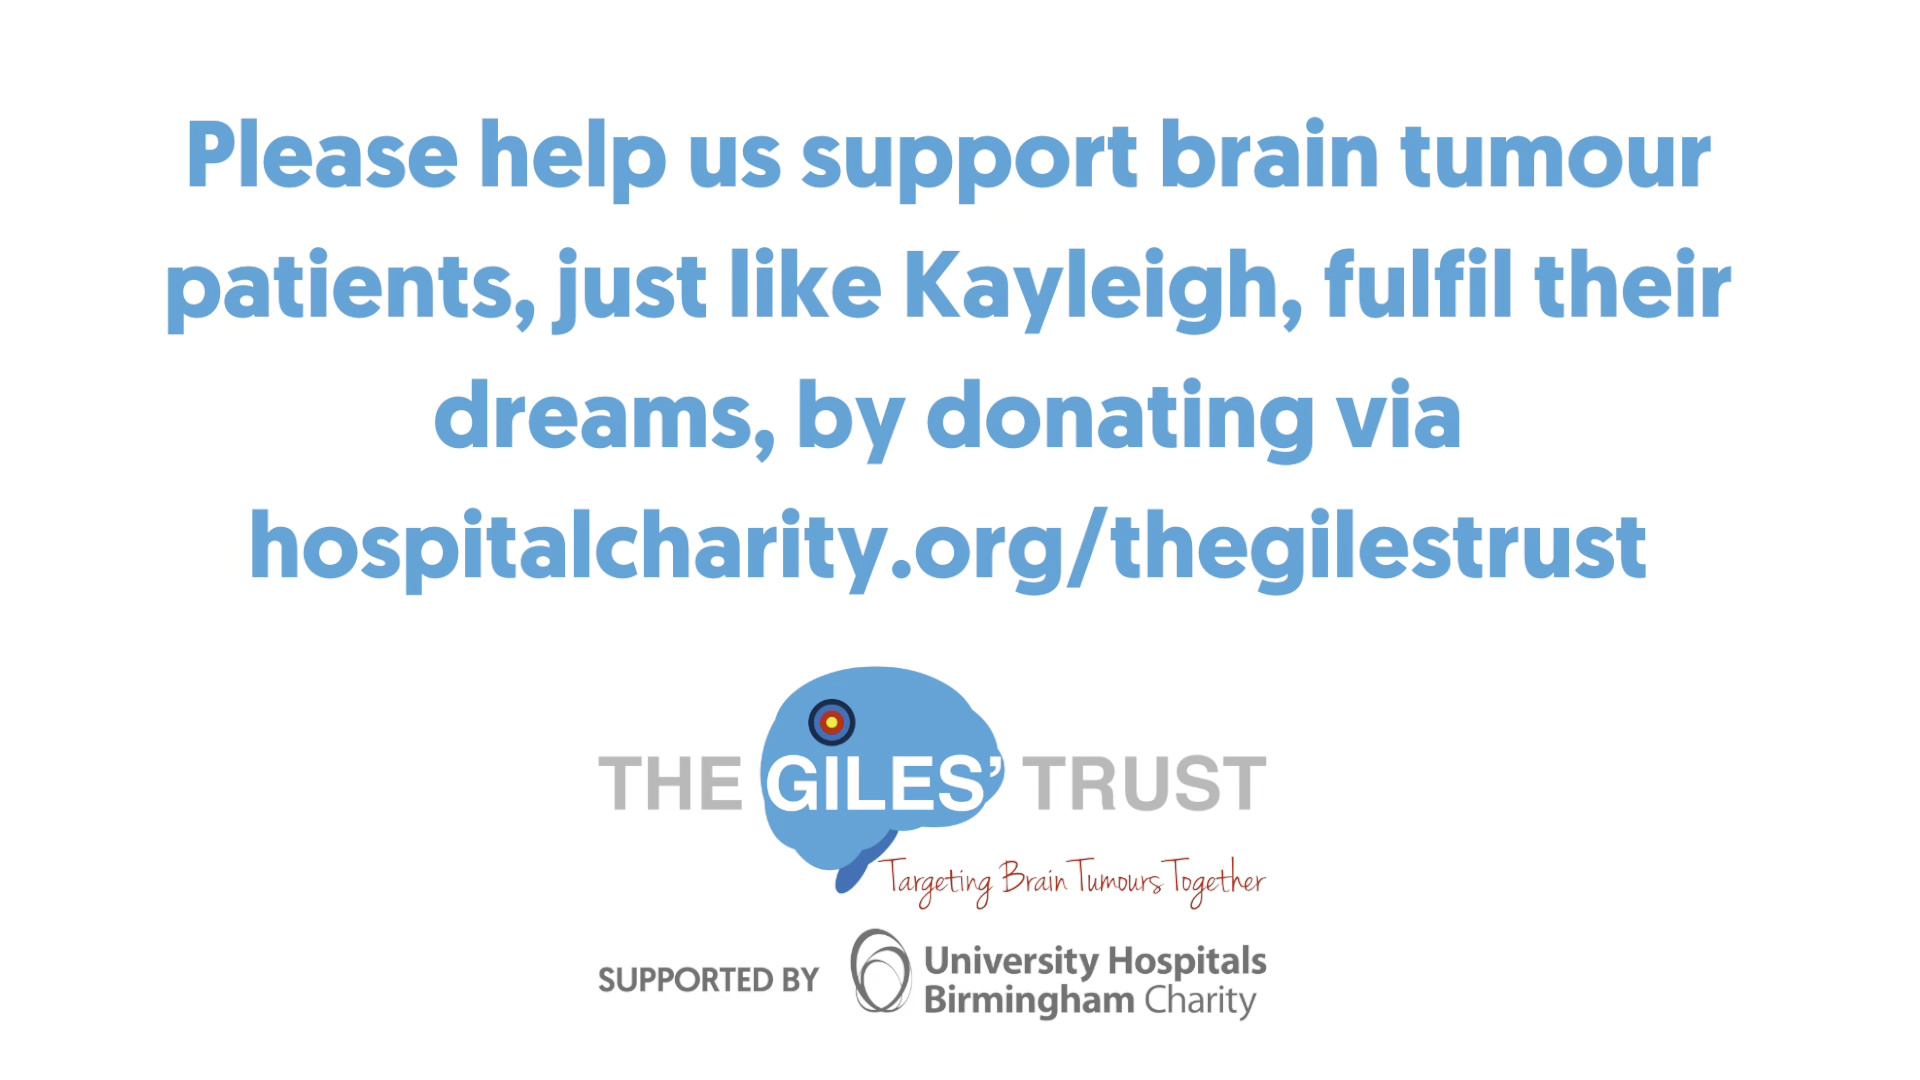 Please help us support brain tumour
patients, just like Kayleigh, fulfil their
dreams, by donating via
hospitalcharity.org/thegilestrust
THE GILES' TRUST
Targeting Brain Tumours Together
SUPPORTED BY
University Hospitals
Birmingham Charity